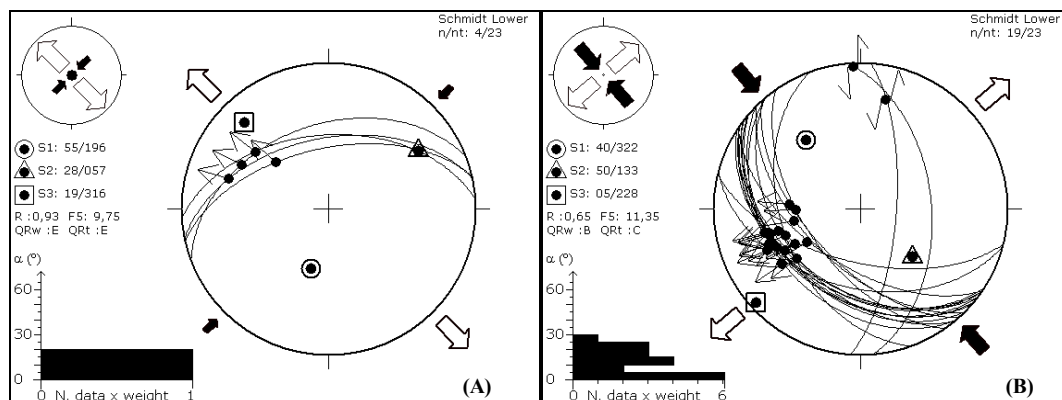 Schmidt Lower
n/nt: 4/23
S1: 55/196
S2: 28/057
S3: 19/316
R :0,93 F5: 9,75
QRw :E QRt :E
α (º)
60
30
0
0 N. data x weight 1
(A)
Schmidt Lower
n/nt: 19/23
S1: 40/322
S2: 50/133
S3: 05/228
R :0,65 F5: 11,35
QRw :B QRt :C
α (º)
60
30
0
0 N. data x weight 6
(B)